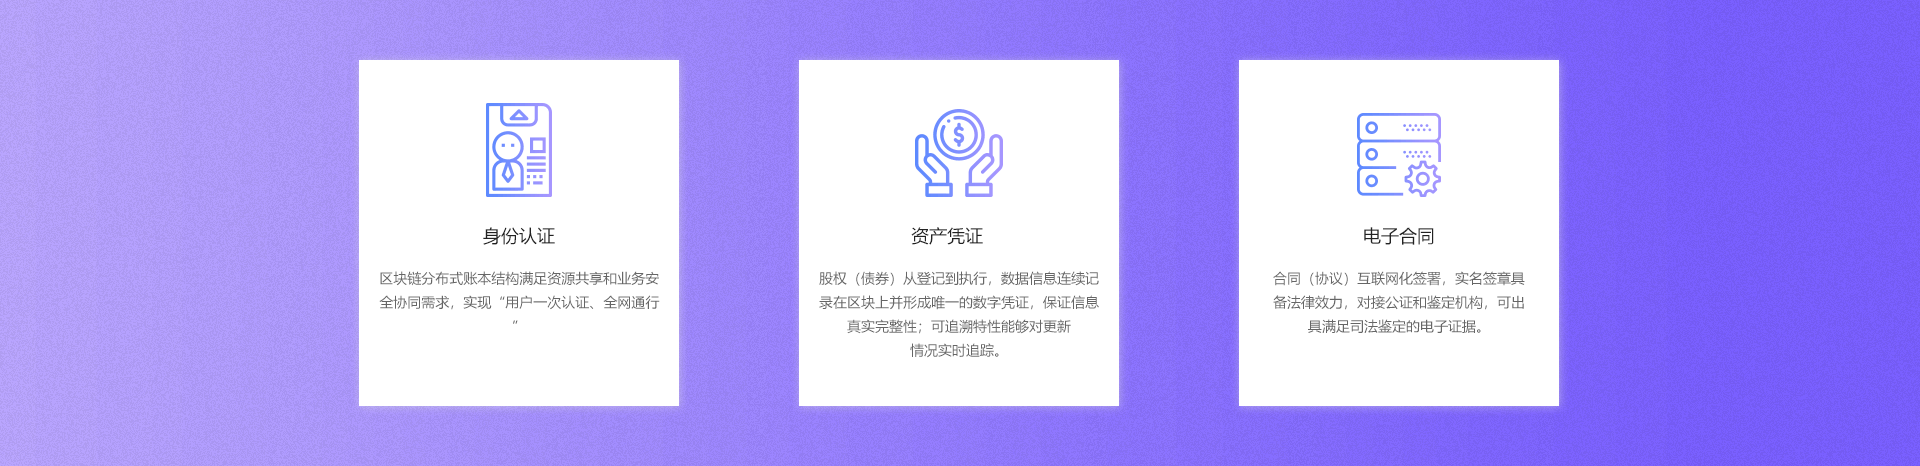 身份认证
区块链分布式账本结构满足资源共享和业务安
全协同需求，实现“用户一次认证、全网通行
“
资产凭证
股权（债券）从登记到执行，数据信息连续记
录在区块上并形成唯一的数字凭证，保证信息
真实完整性；可追溯特性能够对更新
情况实时追踪。
电子合同
合同（协议）互联网化签署，实名签章具
备法律效力，对接公证和鉴定机构，可出
具满足司法鉴定的电子证据。